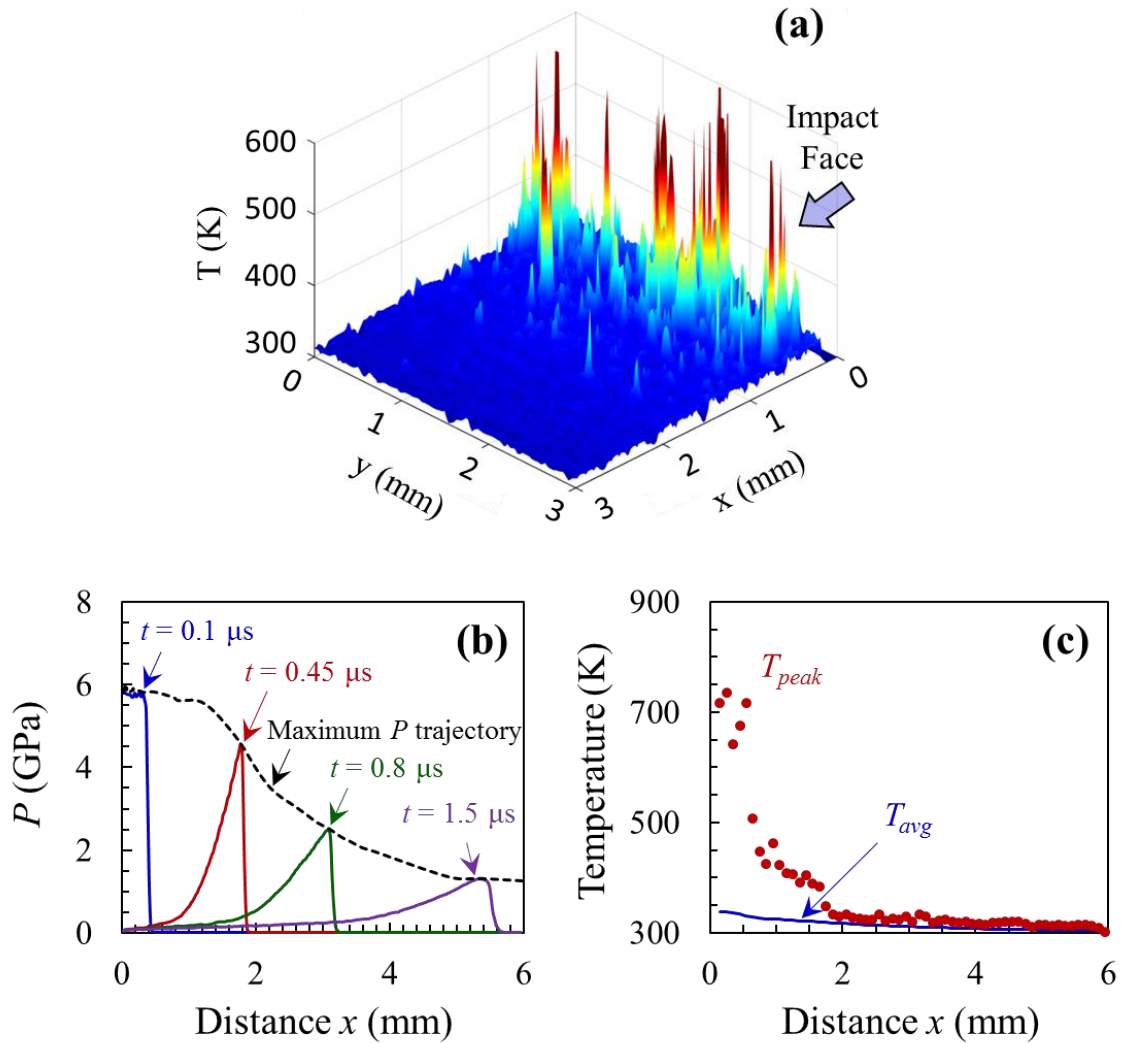 (a)
Impact
Face
600
500
400
300
T (K)
0
1
2
3
y (mm)
0
1
2
3
x (mm)
(b)
8
6
4
2
0
P (GPa)
t = 0.1 μs
t = 0.45 μs
Maximum P trajectory
t = 0.8 μs
t = 1.5 μs
0
2
4
6
Distance x (mm)
(c)
900
700
500
300
Temperature (K)
Tpeak
Tavg
0
2
4
6
Distance x (mm)